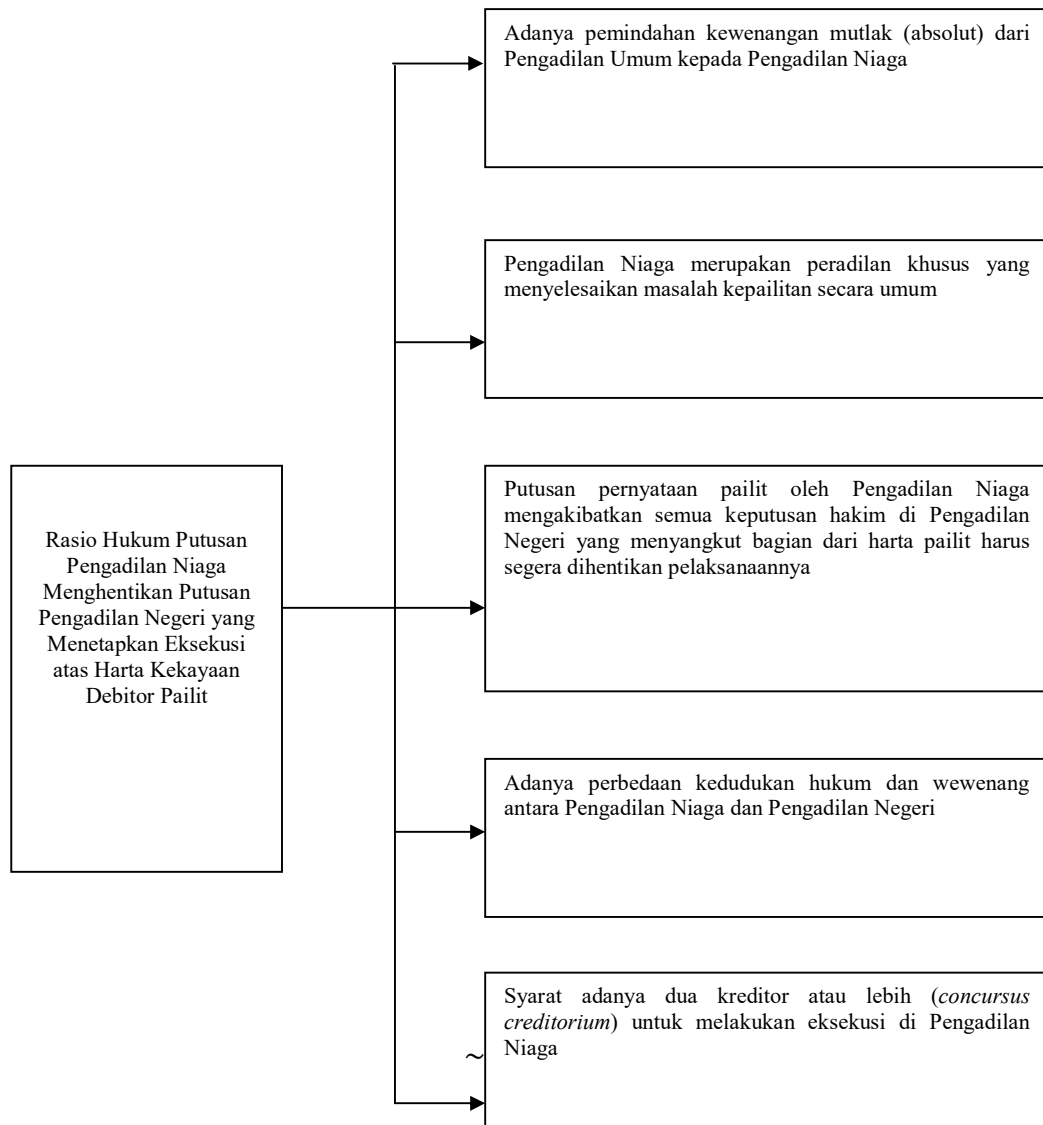 Adanya pemindahan kewenangan mutlak (absolut) dari
Pengadilan Umum kepada Pengadilan Niaga
Pengadilan Niaga merupakan peradilan khusus yang
menyelesaikan masalah kepailitan secara umum
Rasio Hukum Putusan
Pengadilan Niaga
Menghentikan Putusan
Pengadilan Negeri yang
Menetapkan Eksekusi
atas Harta Kekayaan
Debitor Pailit
Putusan pernyataan pailit oleh Pengadilan Niaga
mengakibatkan semua keputusan hakim di Pengadilan
Negeri yang menyangkut bagian dari harta pailit harus
segera dihentikan pelaksanaannya
Adanya perbedaan kedudukan hukum dan wewenang
antara Pengadilan Niaga dan Pengadilan Negeri
Syarat adanya dua kreditor atau lebih (concursus
creditorium) untuk melakukan eksekusi di Pengadilan
Niaga
~